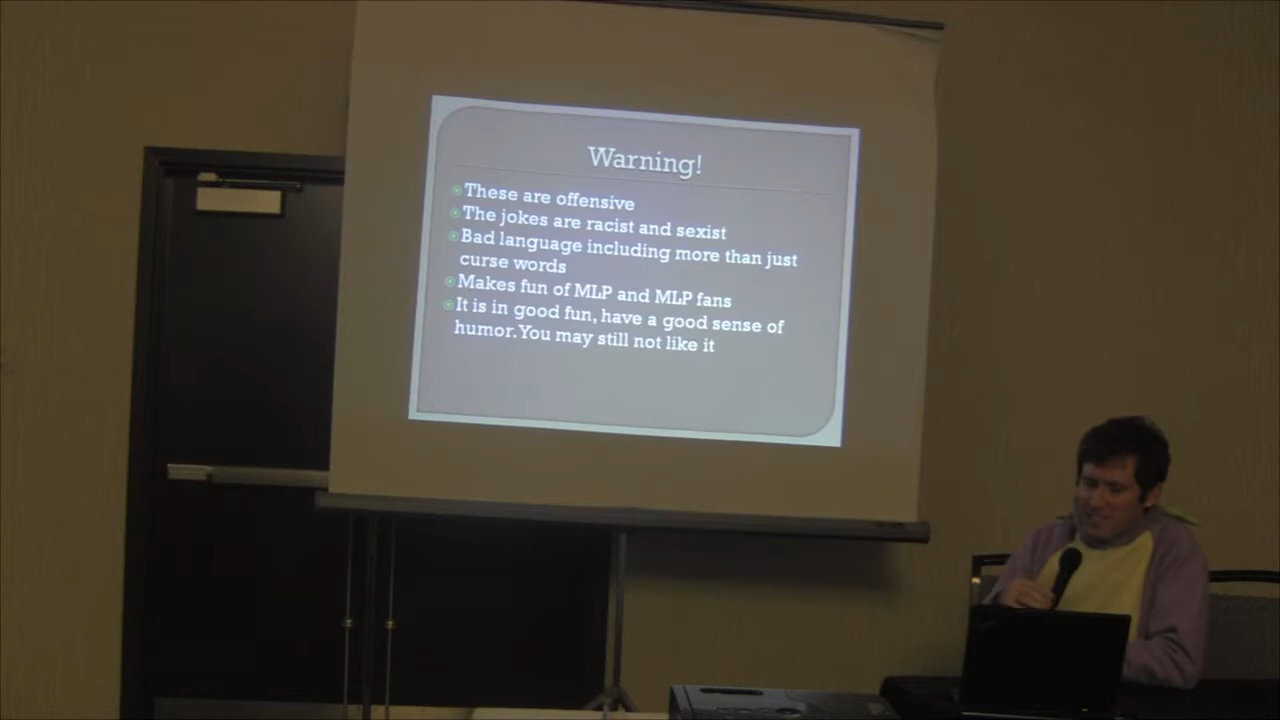 Warning!
These are offensive
The jokes are racist and sexist
Bad language including more than just
curse words
Makes fun of MLP and MLP fans
It is in good fun, have a good sense of
humor. You may still not like it